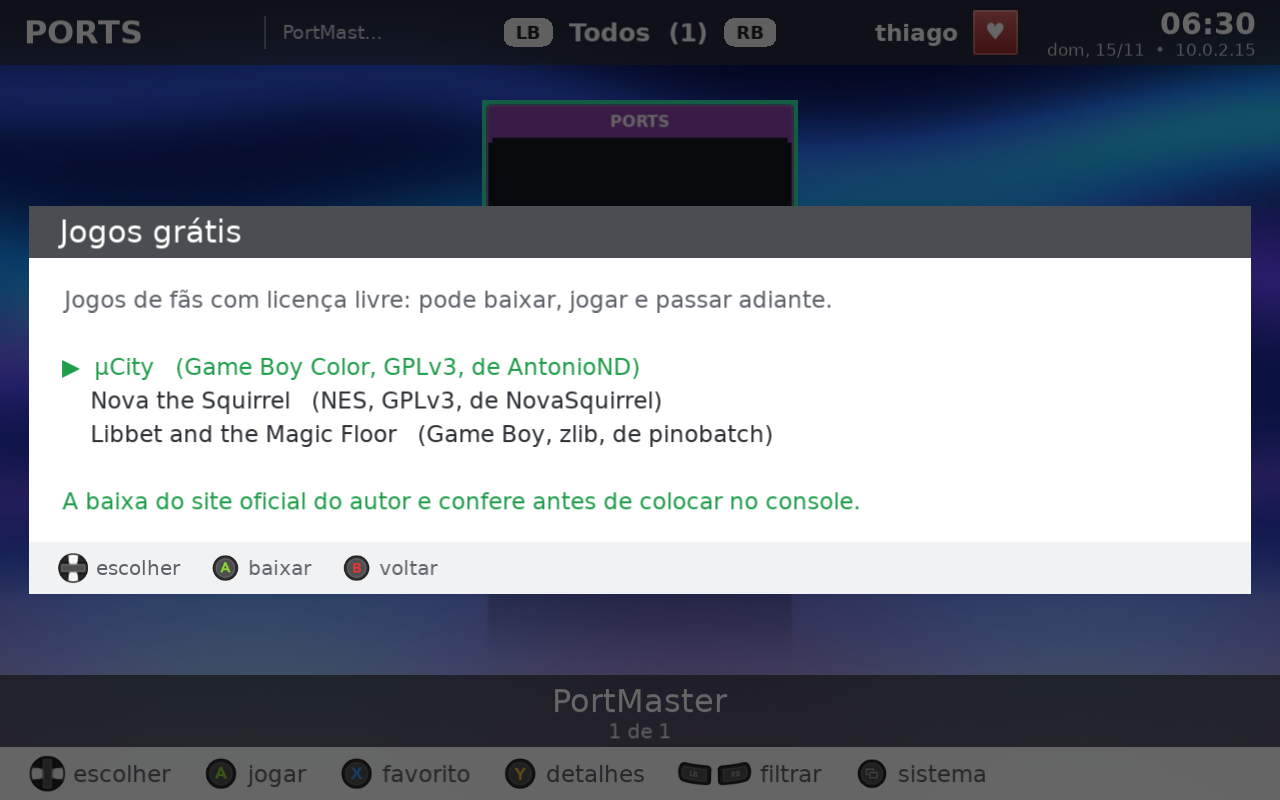 PORTS
PortMast...
LB Todos (1) RB
thiago
06:30
dom, 15/11 • 10.0.2.15
PORTS
Jogos grátis
Jogos de fãs com licença livre: pode baixar, jogar e passar adiante.
▶ µCity (Game Boy Color, GPLv3, de AntonioND)
Nova the Squirrel (NES, GPLv3, de NovaSquirrel)
Libbet and the Magic Floor (Game Boy, zlib, de pinobatch)
A baixa do site oficial do autor e confere antes de colocar no console.
escolher A baixar B voltar
PortMaster
1 de 1
escolher A jogar X favorito Y detalhes LB RB filtrar sistema